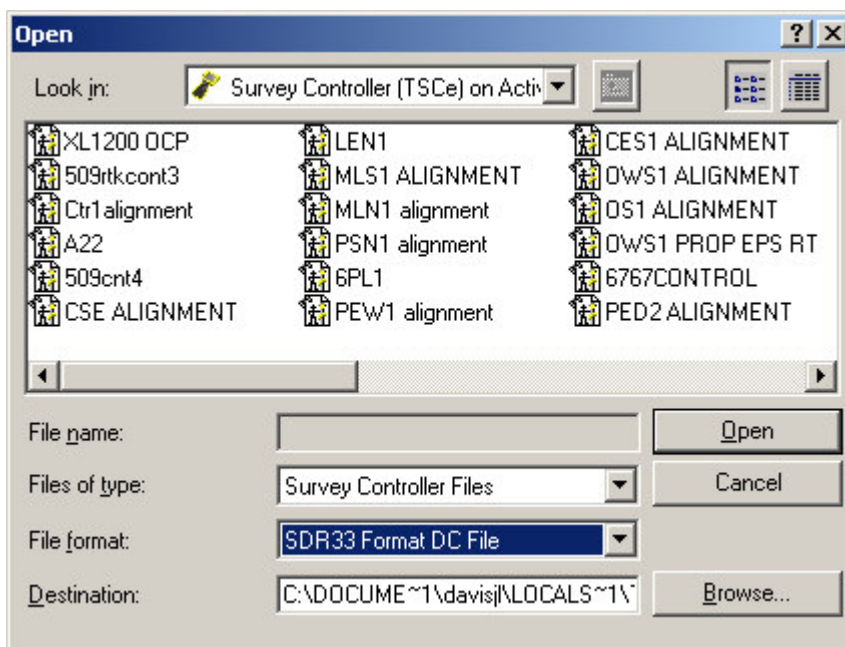 Open
Look in: Survey Controller (TSCe) on Activ
XL1200 OCP LEN1 CES1 ALIGNMENT
509rtkcont3 MLS1 ALIGNMENT OWS1 ALIGNMENT
Ctr1alignment MLN1 alignment OS1 ALIGNMENT
A22 PSN1 alignment OWS1 PROP EPS RT
509cnt4 6PL1 6767CONTROL
CSE ALIGNMENT PEW1 alignment PED2 ALIGNMENT
File name: Open
Files of type: Survey Controller Files Cancel
File format: SDR33 Format DC File
Destination: C:\DOCUME~1\davisjl\LOCALS~1\ Browse...